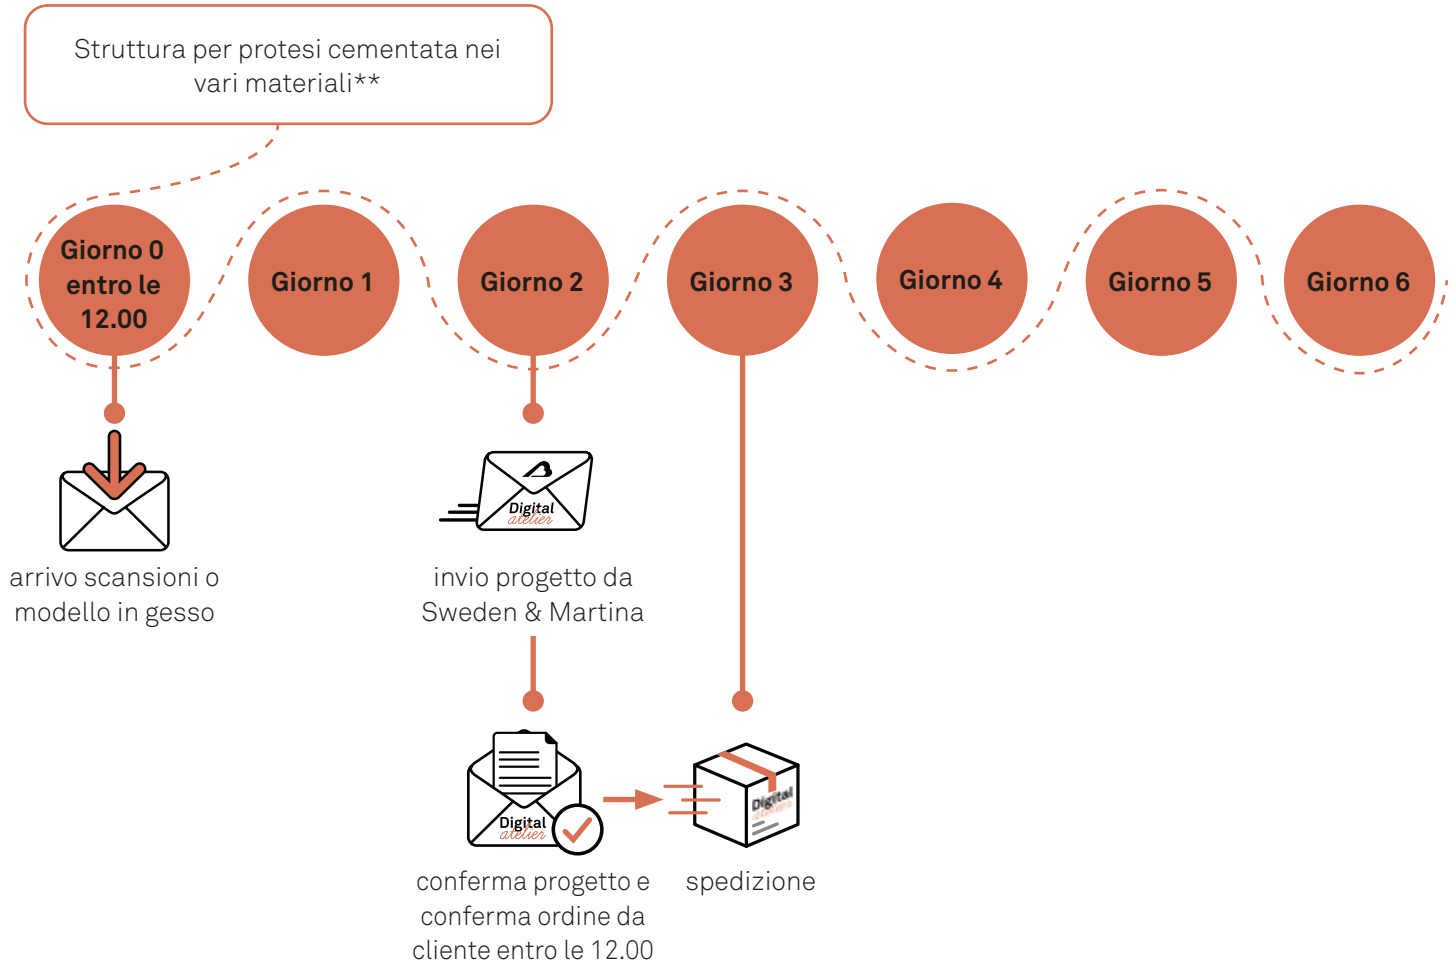 Struttura per protesi cementata nei
vari materiali**
Giorno 0
entro le
12.00
Giorno 1
Giorno 2
Giorno 3
Giorno 4
Giorno 5
Giorno 6
Digital
atelier
arrivo scansioni o
modello in gesso
invio progetto da
Sweden & Martina
Digital
atelier
Digital
atelier
conferma progetto e
conferma ordine da
cliente entro le 12.00
spedizione